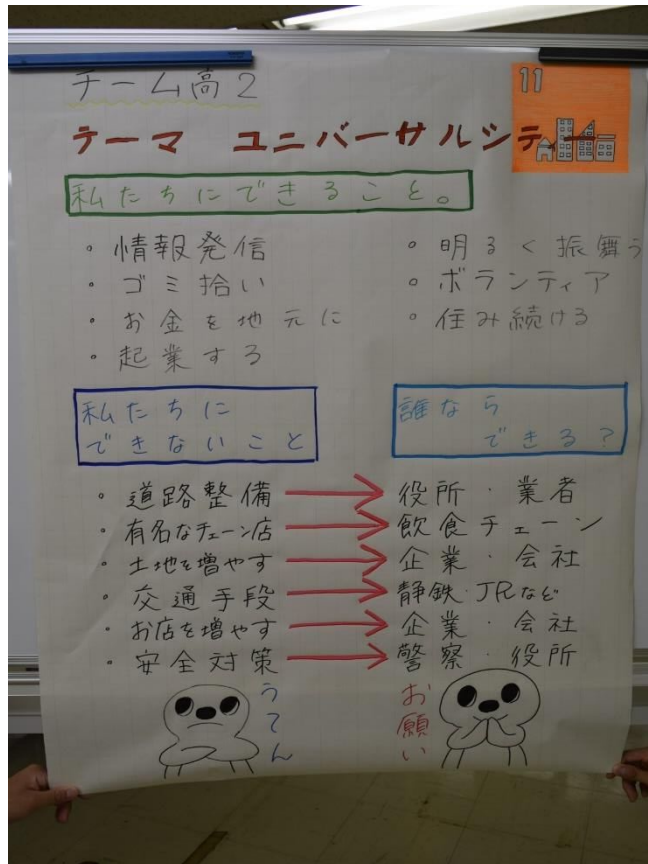 チーム高2
11
テーマ ユニバーサルシティー
私たちにできること。
・情報発信
・ゴミ拾い
・お金を地元に
・起業する
・明るく振舞う
・ボランティア
・住み続ける
私たちに
できないこと
誰なら
できる?
・道路整備 → 役所・業者
・有名なチェーン店 → 飲食チェーン
・土地を増やす → 企業・会社
・交通手段 → 静鉄・JRなど
・お店を増やす → 企業・会社
・安全対策 → 警察・役所
うてん
お願い